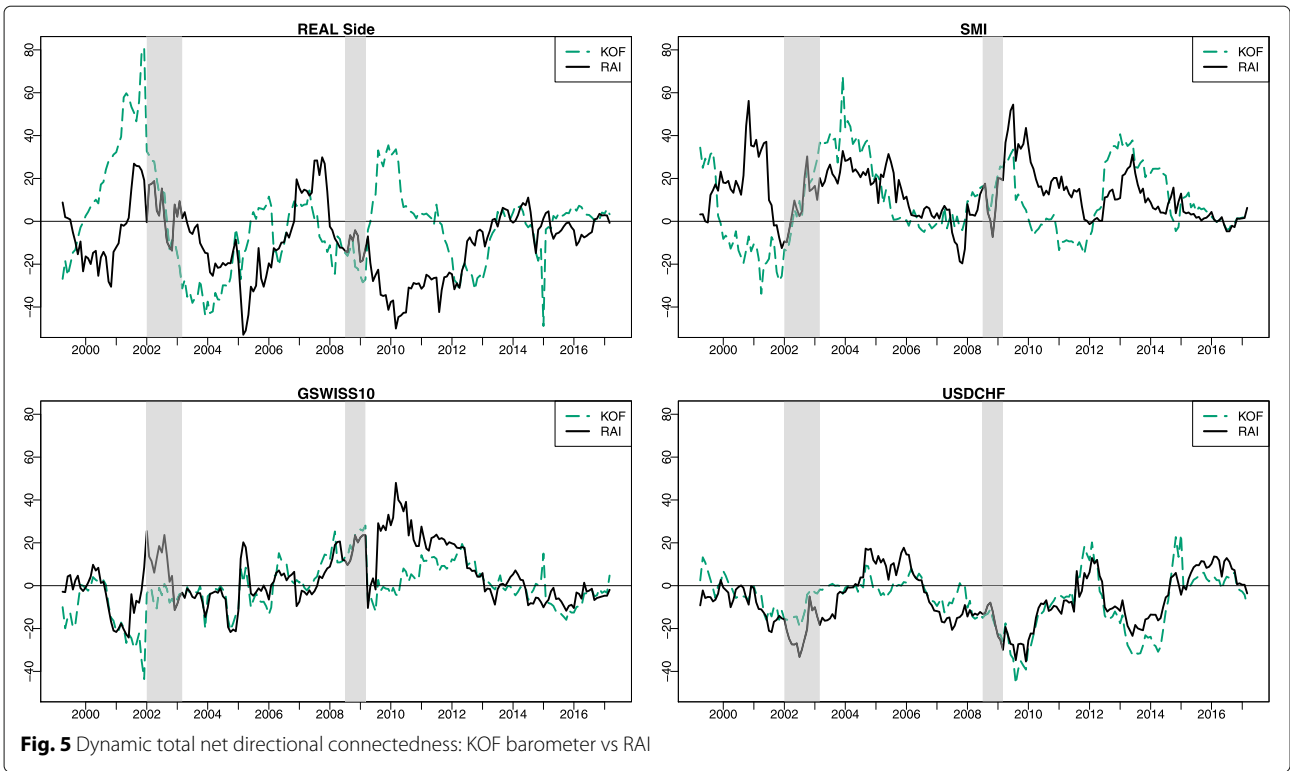 REAL Side
80
60
40
20
0
−20
−40
KOF
RAI
2000 2002 2004 2006 2008 2010 2012 2014 2016
SMI
80
60
40
20
0
−20
−40
KOF
RAI
2000 2002 2004 2006 2008 2010 2012 2014 2016
GSWISS10
80
60
40
20
0
−20
−40
KOF
RAI
2000 2002 2004 2006 2008 2010 2012 2014 2016
USDCHF
80
60
40
20
0
−20
−40
KOF
RAI
2000 2002 2004 2006 2008 2010 2012 2014 2016
Fig. 5 Dynamic total net directional connectedness: KOF barometer vs RAI